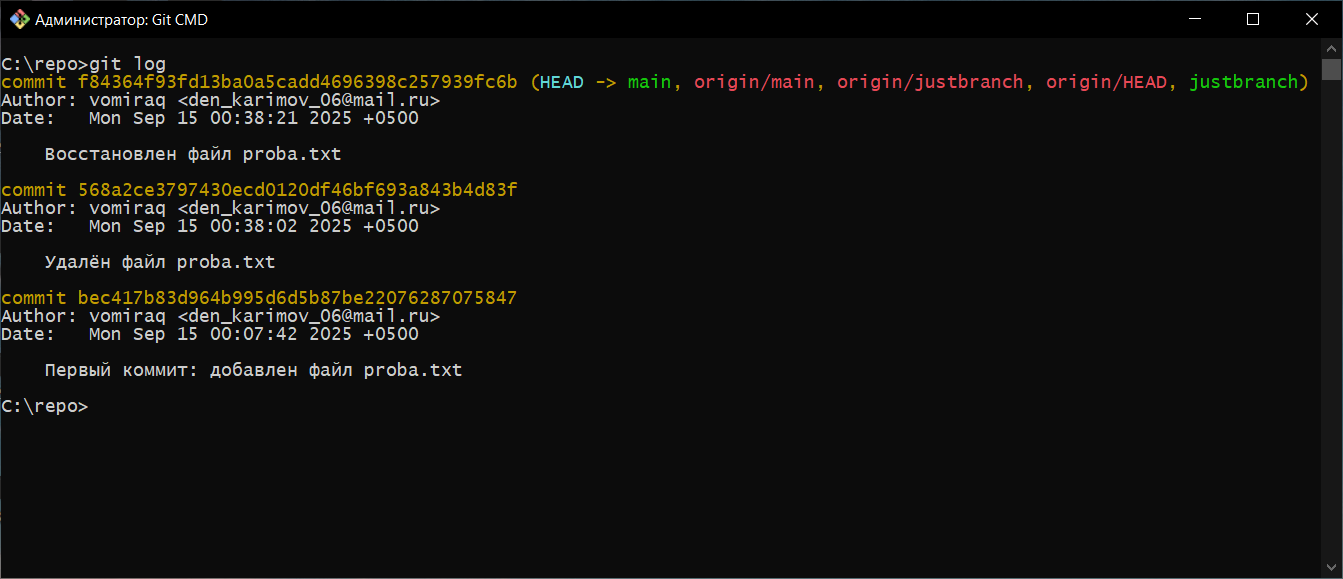 Администратор: Git CMD
C:\repo>git log
commit f84364f93fd13ba0a5cadd4696398c257939fc6b (HEAD -> main, origin/main, origin/justbranch, origin/HEAD, justbranch)
Author: vomiraq <den_karimov_06@mail.ru>
Date:   Mon Sep 15 00:38:21 2025 +0500
    Восстановлен файл proba.txt
commit 568a2ce3797430ecd0120df46bf693a843b4d83f
Author: vomiraq <den_karimov_06@mail.ru>
Date:   Mon Sep 15 00:38:02 2025 +0500
    Удалён файл proba.txt
commit bec417b83d964b995d6d5b87be22076287075847
Author: vomiraq <den_karimov_06@mail.ru>
Date:   Mon Sep 15 00:07:42 2025 +0500
    Первый коммит: добавлен файл proba.txt
C:\repo>